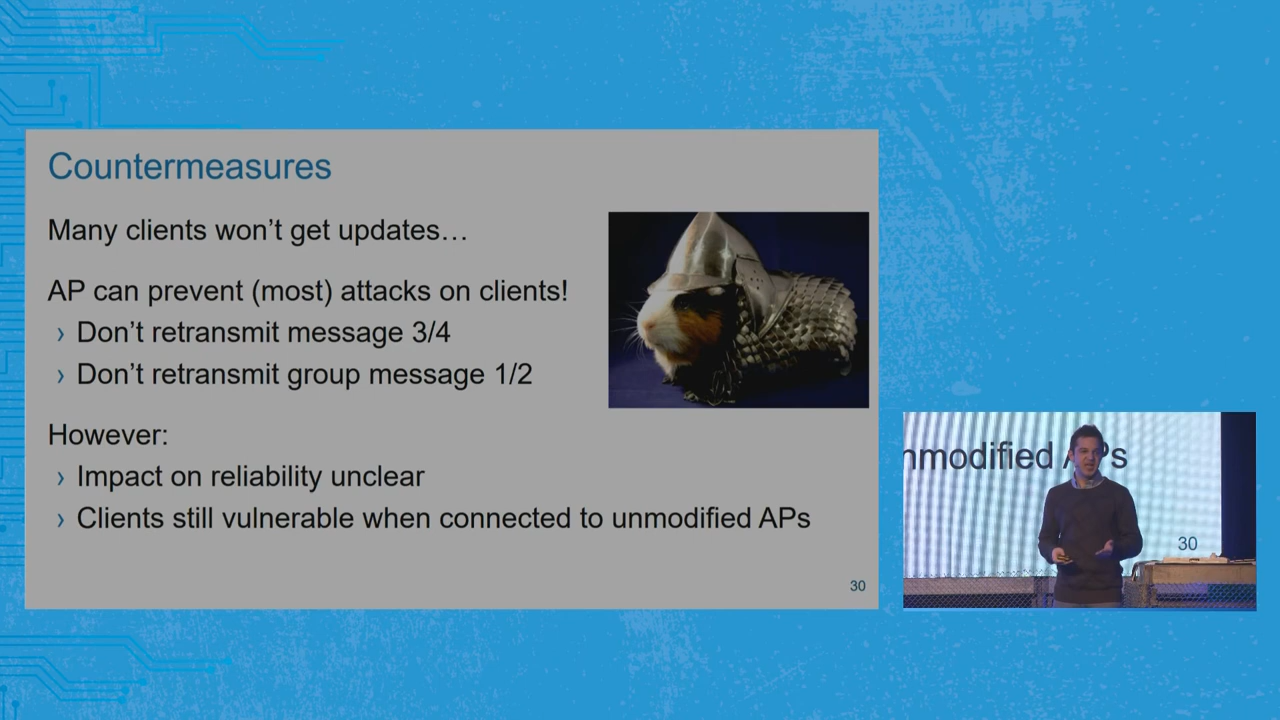 Countermeasures
Many clients won't get updates…
AP can prevent (most) attacks on clients!
› Don't retransmit message 3/4
› Don't retransmit group message 1/2
However:
› Impact on reliability unclear
› Clients still vulnerable when connected to unmodified APs
30
nmodified APs
30